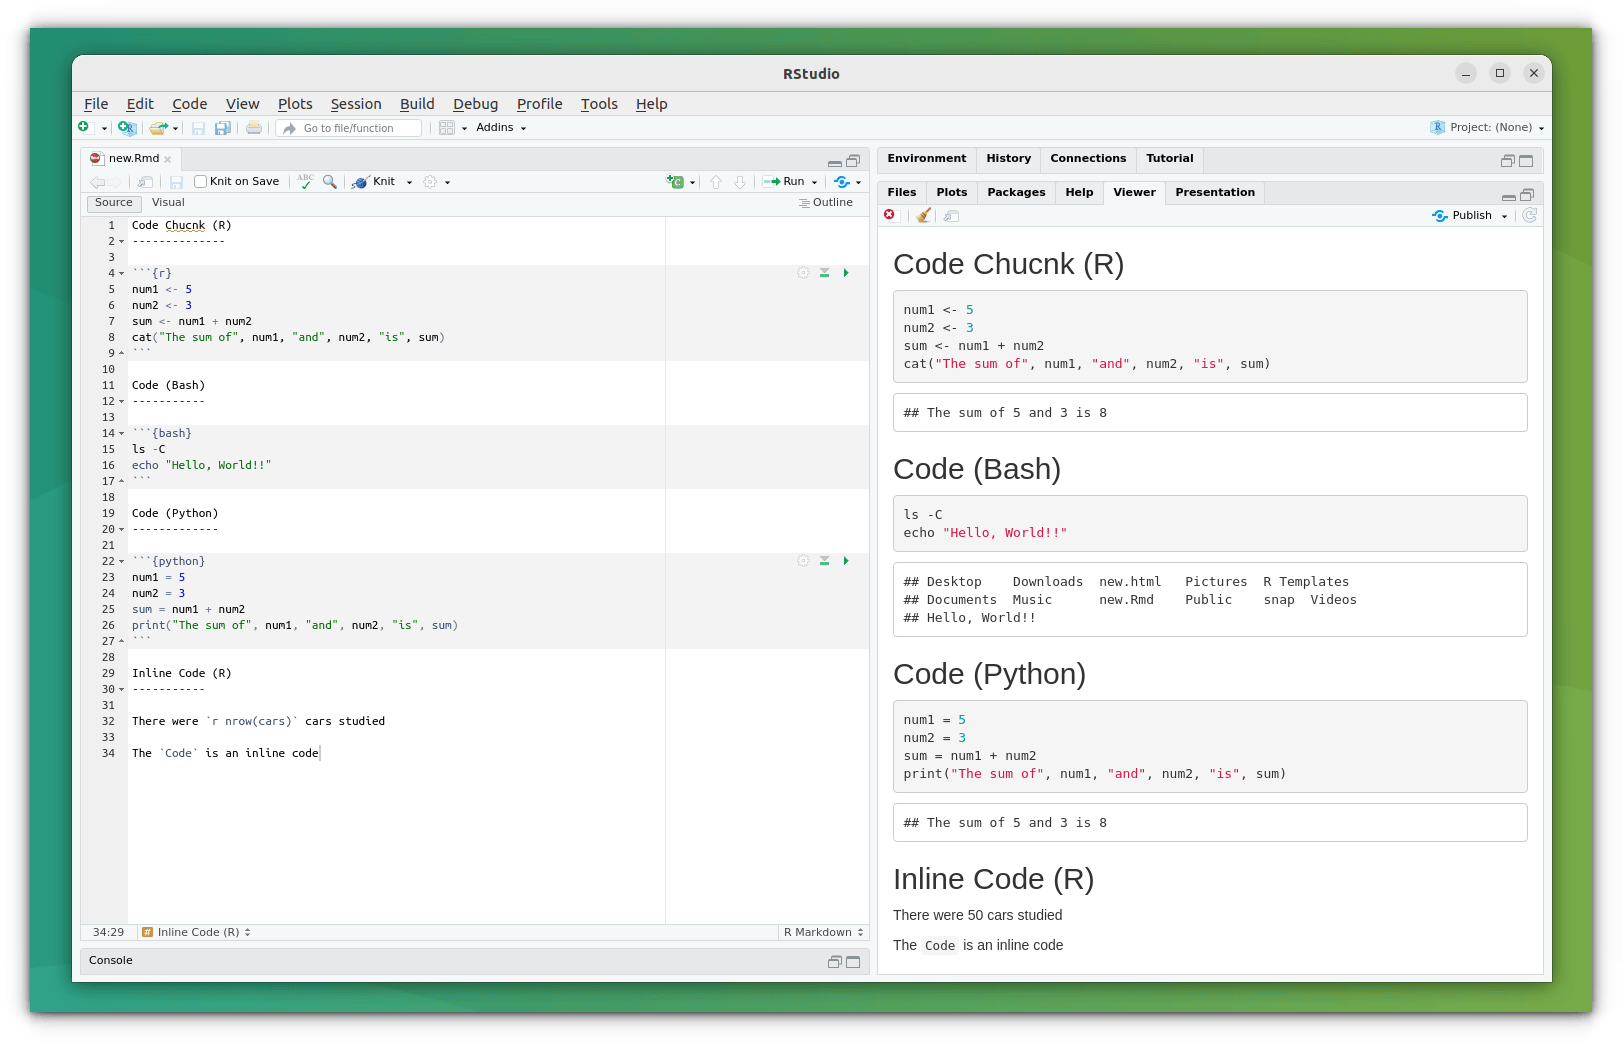 RStudio
File Edit Code View Plots Session Build Debug Profile Tools Help
Go to file/function Addins Project: (None)
new.Rmd
ABC Knit on Save Knit Run
Source Visual Outline
1 Code Chucnk (R)
2 --------------
3
4 ```{r}
5 num1 <- 5
6 num2 <- 3
7 sum <- num1 + num2
8 cat("The sum of", num1, "and", num2, "is", sum)
9 ```
10
11 Code (Bash)
12 -----------
13
14 ```{bash}
15 ls -C
16 echo "Hello, World!!"
17 ```
18
19 Code (Python)
20 -------------
21
22 ```{python}
23 num1 = 5
24 num2 = 3
25 sum = num1 + num2
26 print("The sum of", num1, "and", num2, "is", sum)
27 ```
28
29 Inline Code (R)
30 -----------
31
32 There were `r nrow(cars)` cars studied
33
34 The `Code` is an inline code
34:29 # Inline Code (R) R Markdown
Console
Environment History Connections Tutorial
Files Plots Packages Help Viewer Presentation
Publish
Code Chucnk (R)
num1 <- 5
num2 <- 3
sum <- num1 + num2
cat("The sum of", num1, "and", num2, "is", sum)
## The sum of 5 and 3 is 8
Code (Bash)
ls -C
echo "Hello, World!!"
## Desktop Downloads new.html Pictures R Templates
## Documents Music new.Rmd Public snap Videos
## Hello, World!!
Code (Python)
num1 = 5
num2 = 3
sum = num1 + num2
print("The sum of", num1, "and", num2, "is", sum)
## The sum of 5 and 3 is 8
Inline Code (R)
There were 50 cars studied
The Code is an inline code